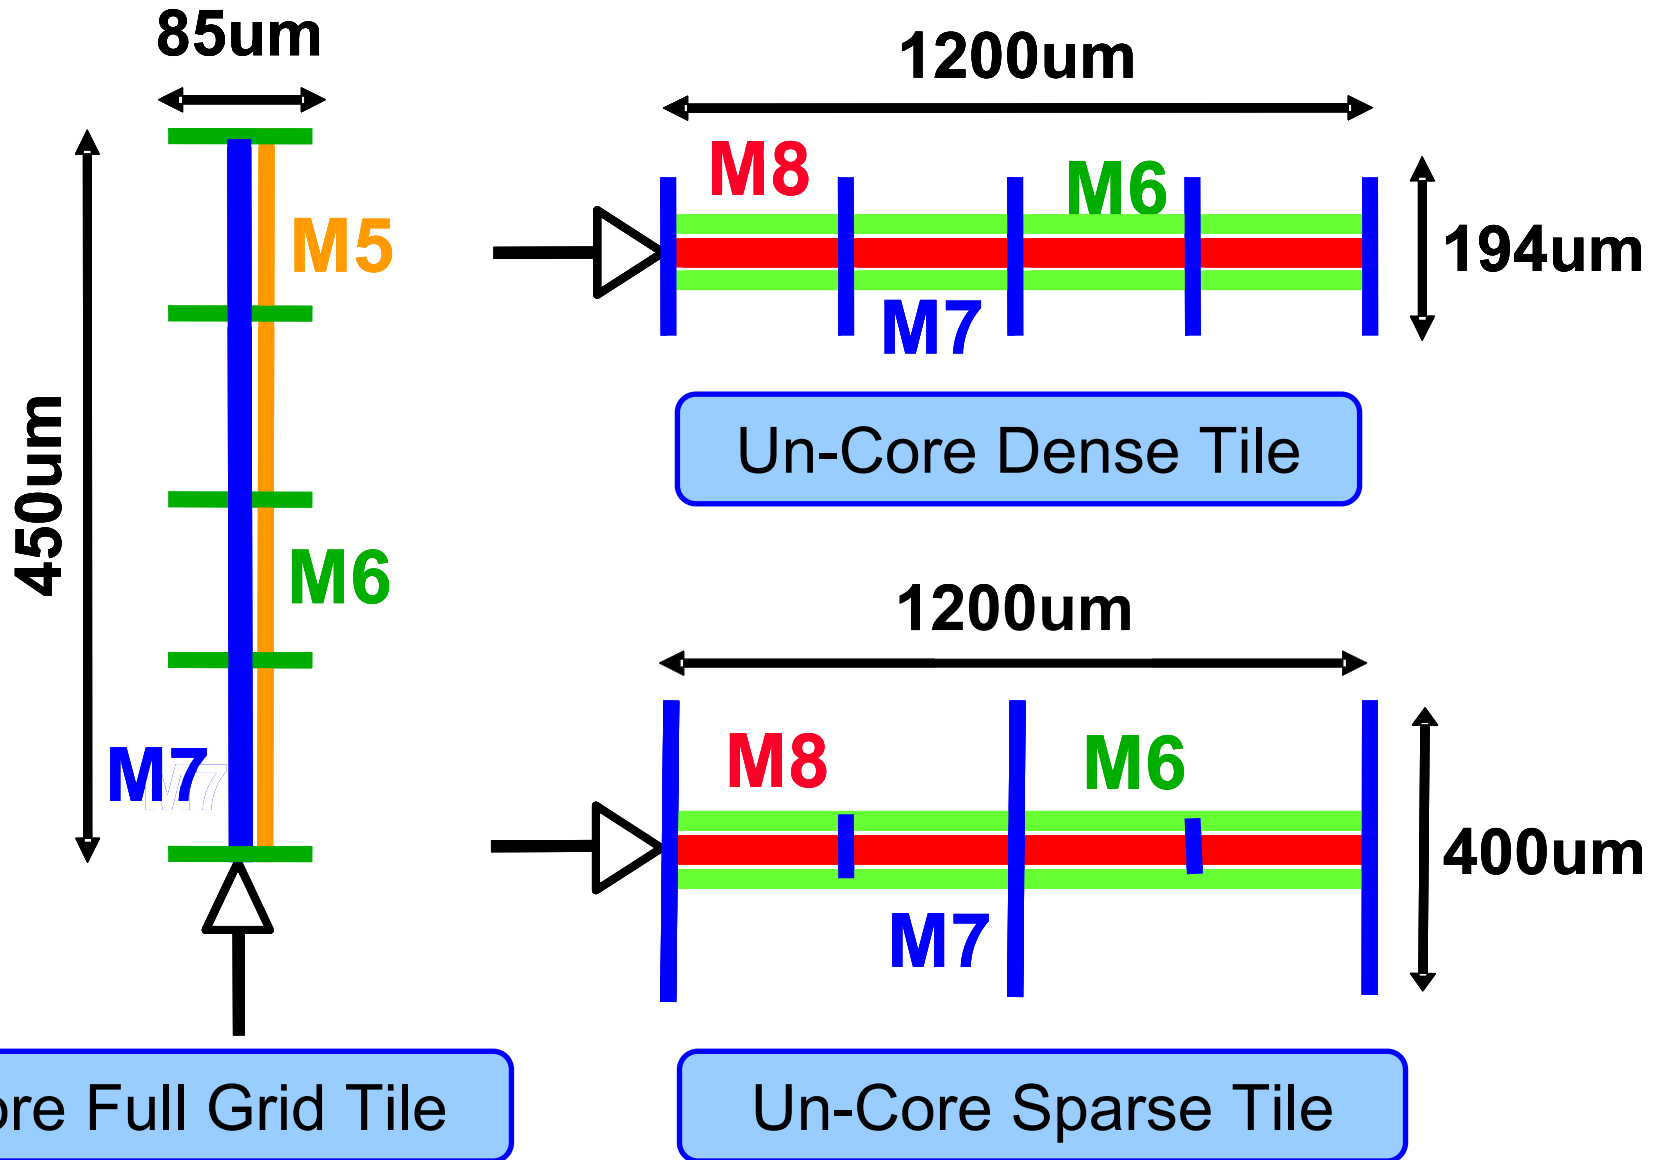 85um
1200um
M8
M6
M5
194um
M7
Un-Core Dense Tile
450um
M6
1200um
M8
M6
M7
400um
M7
ore Full Grid Tile
Un-Core Sparse Tile